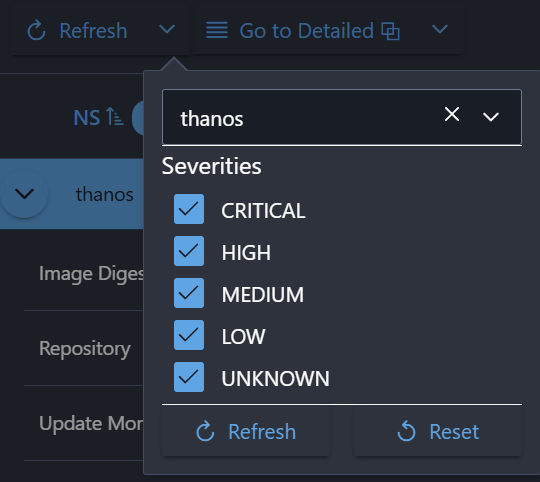 Refresh
Go to Detailed
NS
thanos
thanos
Severities
CRITICAL
HIGH
MEDIUM
LOW
UNKNOWN
Image Diges
Repository
Update Mor
Refresh
Reset